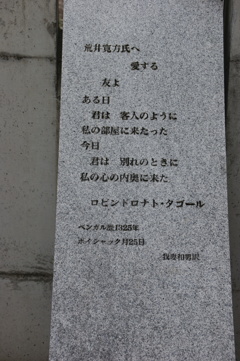 荒井寛方氏へ
愛する
友よ
ある日
君は 客人のように
私の部屋に来たった
今日
君は 別れのときに
私の心の内奥に来た
ロビンドロナト・タゴール
ベンガル暦1325年
ボイシャック月25日
我妻和男訳